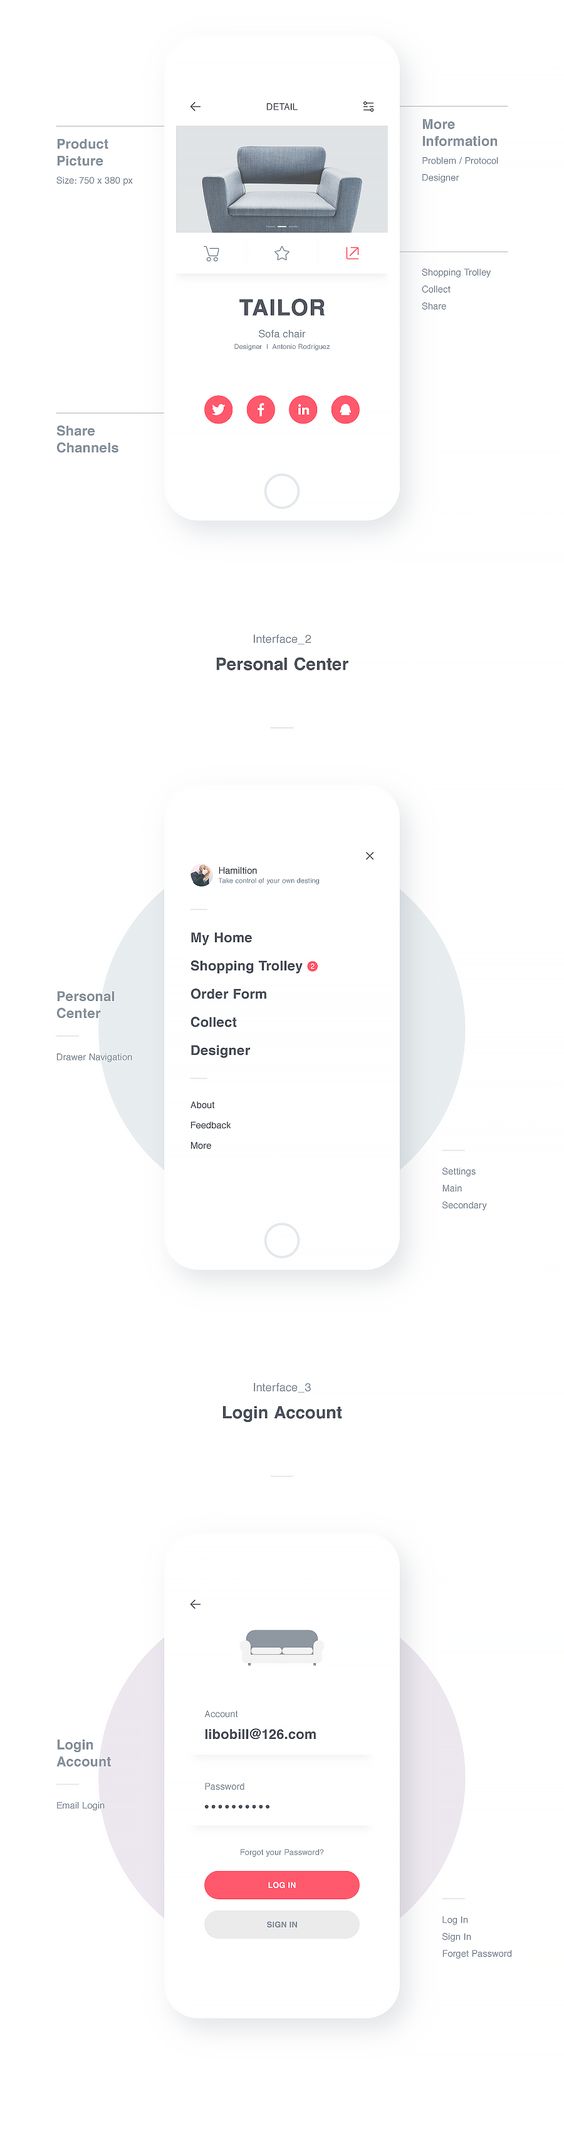 DETAIL
Product
Picture
Size: 750 x 380 px
More
Information
Problem / Protocol
Designer
Shopping Trolley
Collect
Share
TAILOR
Sofa chair
Designer | Antonio Rodriguez
Share
Channels
Interface_2
Personal Center
Hamiltion
Take control of your own desting
My Home
Shopping Trolley 2
Order Form
Collect
Designer
About
Feedback
More
Personal
Center
Drawer Navigation
Settings
Main
Secondary
Interface_3
Login Account
Account
libobill@126.com
Password
Forgot your Password?
LOG IN
SIGN IN
Login
Account
Email Login
Log In
Sign In
Forget Password